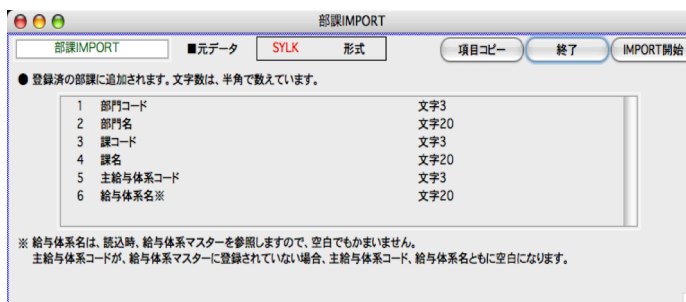 部課IMPORT
部課IMPORT ■元データ SYLK 形式 項目コピー 終了 IMPORT開始
● 登録済の部課に追加されます。文字数は、半角で数えています。
1 部門コード 文字3
2 部門名 文字20
3 課コード 文字3
4 課名 文字20
5 主給与体系コード 文字3
6 給与体系名※ 文字20
※ 給与体系名は、読込時、給与体系マスターを参照しますので、空白でもかまいません。
主給与体系コードが、給与体系マスターに登録されていない場合、主給与体系コード、給与体系名ともに空白になります。